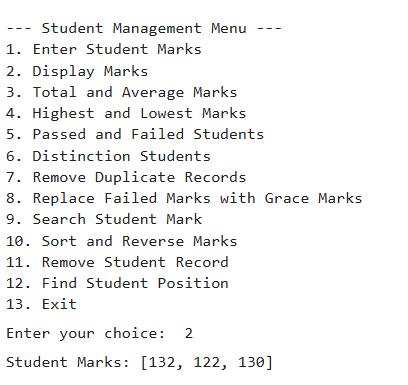 --- Student Management Menu ---
1. Enter Student Marks
2. Display Marks
3. Total and Average Marks
4. Highest and Lowest Marks
5. Passed and Failed Students
6. Distinction Students
7. Remove Duplicate Records
8. Replace Failed Marks with Grace Marks
9. Search Student Mark
10. Sort and Reverse Marks
11. Remove Student Record
12. Find Student Position
13. Exit
Enter your choice:  2
Student Marks: [132, 122, 130]